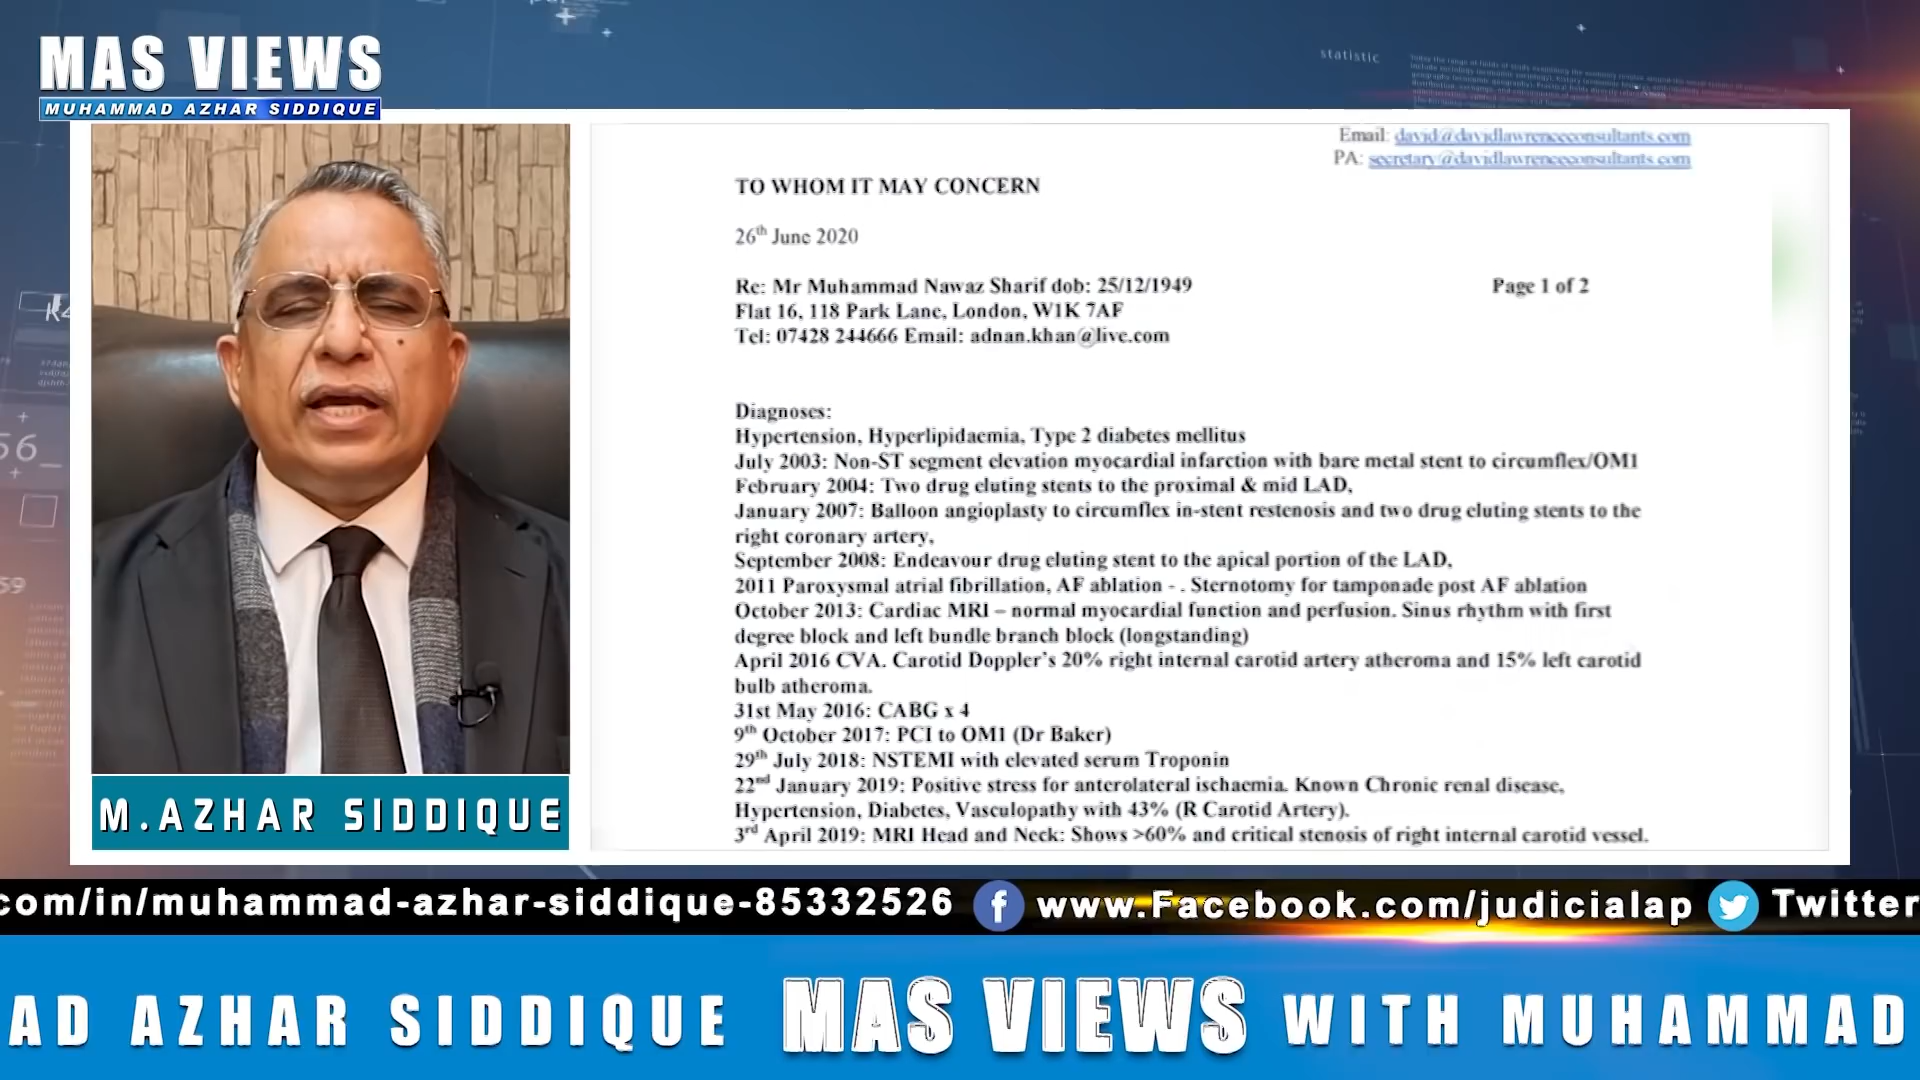 MAS VIEWS
MUHAMMAD AZHAR SIDDIQUE
statistic
Email: david@davidlawrenceconsultants.com
PA: secretary@davidlawrenceconsultants.com
TO WHOM IT MAY CONCERN
26th June 2020
Re: Mr Muhammad Nawaz Sharif dob: 25/12/1949
Page 1 of 2
Flat 16, 118 Park Lane, London, W1K 7AF
Tel: 07428 244666 Email: adnan.khan@live.com
Diagnoses:
Hypertension, Hyperlipidaemia, Type 2 diabetes mellitus
July 2003: Non-ST segment elevation myocardial infarction with bare metal stent to circumflex/OM1
February 2004: Two drug eluting stents to the proximal & mid LAD,
January 2007: Balloon angioplasty to circumflex in-stent restenosis and two drug eluting stents to the
right coronary artery,
September 2008: Endeavour drug eluting stent to the apical portion of the LAD,
2011 Paroxysmal atrial fibrillation, AF ablation - . Sternotomy for tamponade post AF ablation
October 2013: Cardiac MRI – normal myocardial function and perfusion. Sinus rhythm with first
degree block and left bundle branch block (longstanding)
April 2016 CVA. Carotid Doppler's 20% right internal carotid artery atheroma and 15% left carotid
bulb atheroma.
31st May 2016: CABG x 4
9th October 2017: PCI to OM1 (Dr Baker)
29th July 2018: NSTEMI with elevated serum Troponin
22nd January 2019: Positive stress for anterolateral ischaemia. Known Chronic renal disease,
Hypertension, Diabetes, Vasculopathy with 43% (R Carotid Artery).
3rd April 2019: MRI Head and Neck: Shows >60% and critical stenosis of right internal carotid vessel.
M.AZHAR SIDDIQUE
com/in/muhammad-azhar-siddique-85332526 www.Facebook.com/judicialap Twitter
AD AZHAR SIDDIQUE MAS VIEWS WITH MUHAMMAD